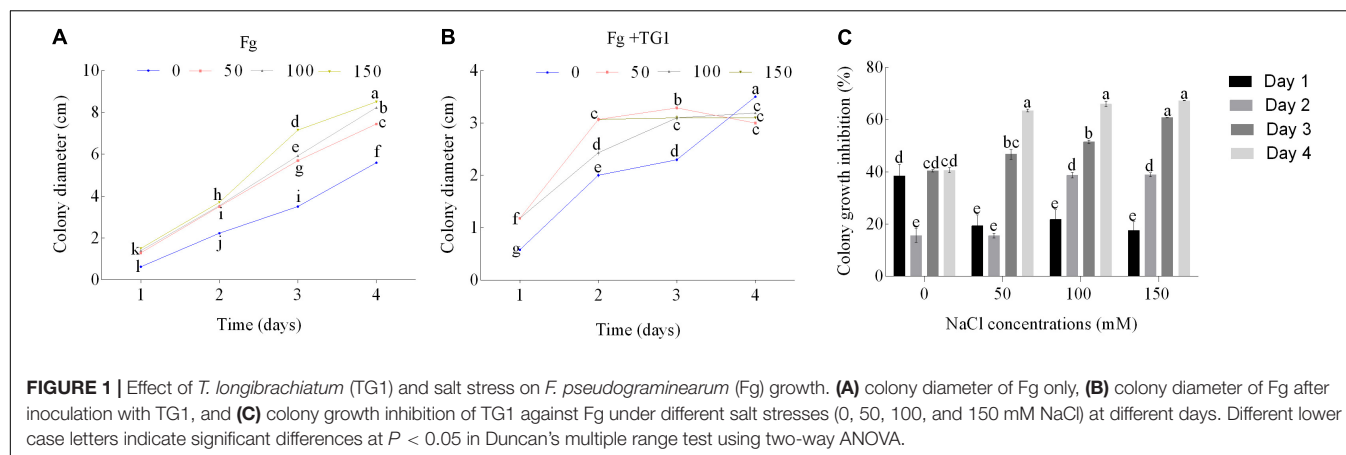 A
Fg
0 50 100 150
Colony diameter (cm)
10
8
6
4
2
0
k
l
h
i
j
d
e
g
i
a
b
c
f
1 2 3 4
Time (days)
B
Fg +TG1
0 50 100 150
Colony diameter (cm)
4
3
2
1
0
f
g
c
d
e
b
c
d
a
c
c
1 2 3 4
Time (days)
C
Colony growth inhibition (%)
80
60
40
20
0
d e cd cd
e e bc a
e d b a
e d a a
0 50 100 150
NaCl concentrations (mM)
Day 1
Day 2
Day 3
Day 4
FIGURE 1 | Effect of T. longibrachiatum (TG1) and salt stress on F. pseudograminearum (Fg) growth. (A) colony diameter of Fg only, (B) colony diameter of Fg after
inoculation with TG1, and (C) colony growth inhibition of TG1 against Fg under different salt stresses (0, 50, 100, and 150 mM NaCl) at different days. Different lower
case letters indicate significant differences at P < 0.05 in Duncan's multiple range test using two-way ANOVA.